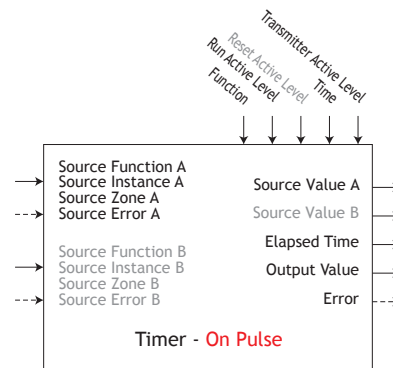 Function
Run Active Level
Reset Active Level
Time
Transmitter Active Level
Source Function A
Source Instance A
Source Zone A
Source Error A
Source Function B
Source Instance B
Source Zone B
Source Error B
Source Value A
Source Value B
Elapsed Time
Output Value
Error
Timer - On Pulse